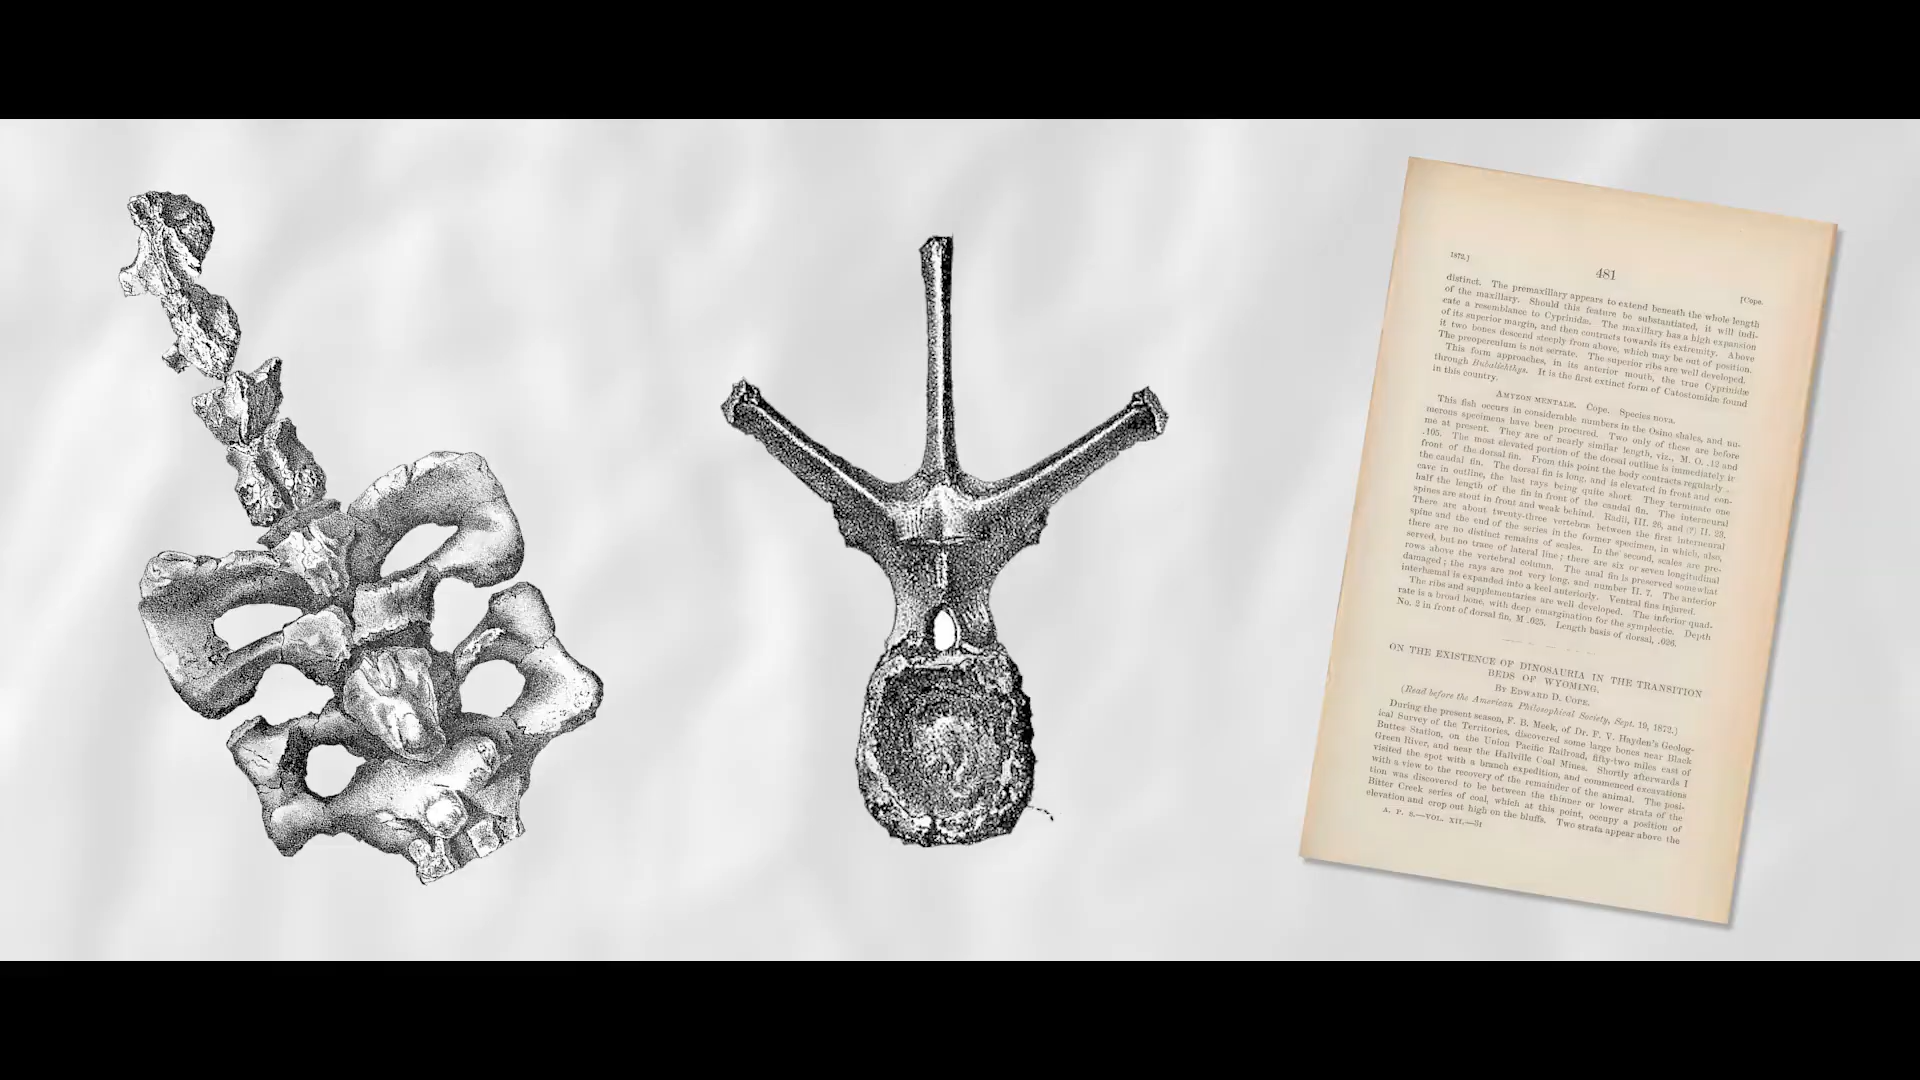 1872.]
481
[Cope.
distinct. The premaxillary appears to extend beneath the whole length
of the maxillary. Should this feature be substantiated, it will indi-
cate a resemblance to Cyprinidæ. The maxillary has a high expansion
of its superior margin, and then contracts towards its extremity. Above
it two bones descend steeply from above, which may be out of position.
The preoperculum is not serrate. The superior ribs are well developed.
This form approaches, in its anterior mouth, the true Cyprinidæ
through Bubalichthys. It is the first extinct form of Catostomidæ found
in this country.
AMYZON MENTALE. Cope. Species nova.
This fish occurs in considerable numbers in the Osino shales, and nu-
merous specimens have been procured. Two only of these are before
me at present. They are of nearly similar length, viz., M. O. .12 and
.105. The most elevated portion of the dorsal outline is immediately in
front of the dorsal fin. From this point the body contracts regularly
the caudal fin. The dorsal fin is long, and is elevated in front and con-
cave in outline, the last rays being quite short. They terminate one
half the length of the fin in front of the caudal fin. The interneural
spines are stout in front and weak behind. Radii, III. 26, and (?) II. 23,
There are about twenty-three vertebræ between the first interneural
spine and the end of the series in the former specimen, in which, also,
there are no distinct remains of scales. In the second, scales are pre-
served, but no trace of lateral line; there are six or seven longitudinal
rows above the vertebral column. The anal fin is preserved somewhat
damaged; the rays are not very long, and number II. 7. The anterior
interhæmal is expanded into a keel anteriorly. Ventral fins injured.
The ribs and supplementaries are well developed. The inferior quad-
rate is a broad bone, with deep emargination for the symplectic. Depth
No. 2 in front of dorsal fin, M .025. Length basis of dorsal, .026.
ON THE EXISTENCE OF DINOSAURIA IN THE TRANSITION
BEDS OF WYOMING.
By EDWARD D. COPE.
(Read before the American Philosophical Society, Sept. 19, 1872.)
During the present season, F. B. Meek, of Dr. F. V. Hayden's Geolog-
ical Survey of the Territories, discovered some large bones near Black
Buttes Station, on the Union Pacific Railroad, fifty-two miles east of
Green River, and near the Hallville Coal Mines. Shortly afterwards I
visited the spot with a branch expedition, and commenced excavations
with a view to the recovery of the remainder of the animal. The posi-
tion was discovered to be between the thinner or lower strata of the
Bitter Creek series of coal, which at this point, occupy a position of
elevation and crop out high on the bluffs. Two strata appear above the
A. P. S.—VOL. XII.—3I